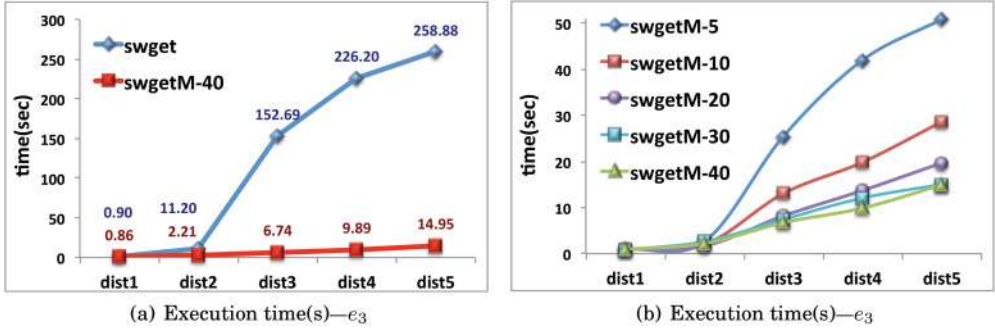 300
250
200
150
100
50
0
time(sec)
swget
swgetM-40
0.90
11.20
152.69
226.20
258.88
0.86
2.21
6.74
9.89
14.95
dist1 dist2 dist3 dist4 dist5
(a) Execution time(s)—e3
50
40
30
20
10
0
time(sec)
swgetM-5
swgetM-10
swgetM-20
swgetM-30
swgetM-40
dist1 dist2 dist3 dist4 dist5
(b) Execution time(s)—e3